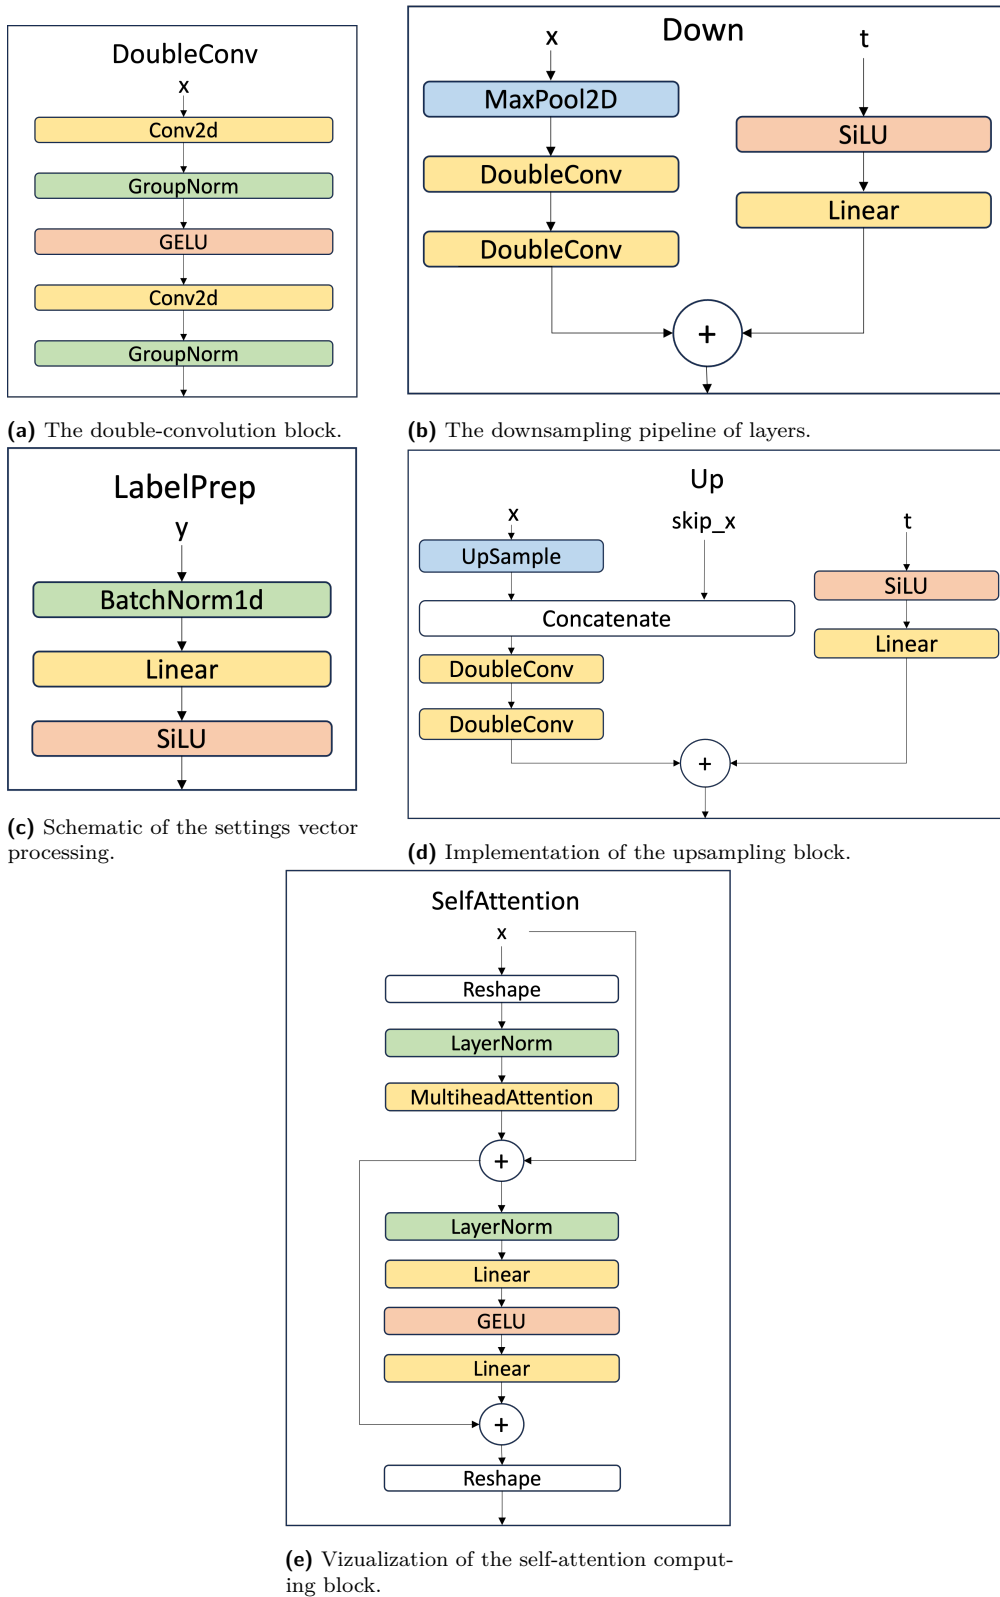 DoubleConv
x
Conv2d
GroupNorm
GELU
Conv2d
GroupNorm
(a) The double-convolution block.
Down
x
t
MaxPool2D
SiLU
DoubleConv
Linear
DoubleConv
+
(b) The downsampling pipeline of layers.
LabelPrep
y
BatchNorm1d
Linear
SiLU
(c) Schematic of the settings vector
processing.
Up
x
skip_x
t
UpSample
SiLU
Concatenate
Linear
DoubleConv
DoubleConv
+
(d) Implementation of the upsampling block.
SelfAttention
x
Reshape
LayerNorm
MultiheadAttention
+
LayerNorm
Linear
GELU
Linear
+
Reshape
(e) Vizualization of the self-attention comput-
ing block.